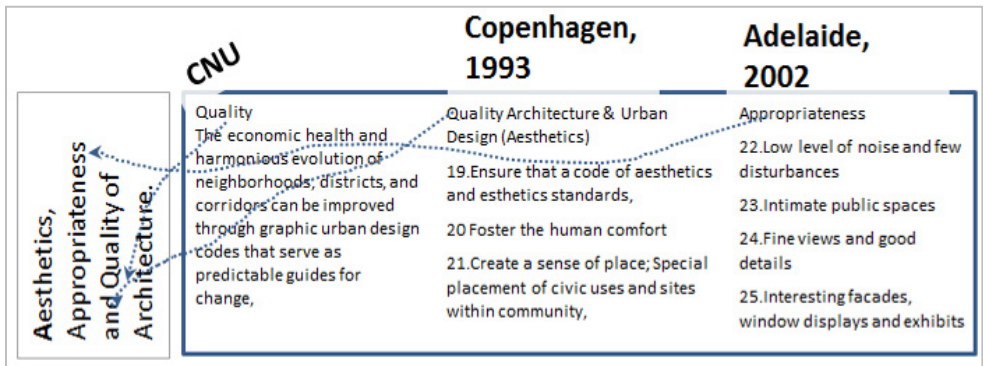 CNU
Copenhagen,
1993
Adelaide,
2002
Aesthetics,
Appropriateness
and Quality of
Architecture.
Quality
The economic health and
harmonious evolution of
neighborhoods, districts, and
corridors can be improved
through graphic urban design
codes that serve as
predictable guides for
change,
Quality Architecture & Urban
Design (Aesthetics)
19.Ensure that a code of aesthetics
and esthetics standards,
20 Foster the human comfort
21.Create a sense of place; Special
placement of civic uses and sites
within community,
Appropriateness
22.Low level of noise and few
disturbances
23.Intimate public spaces
24.Fine views and good
details
25.Interesting facades,
window displays and exhibits